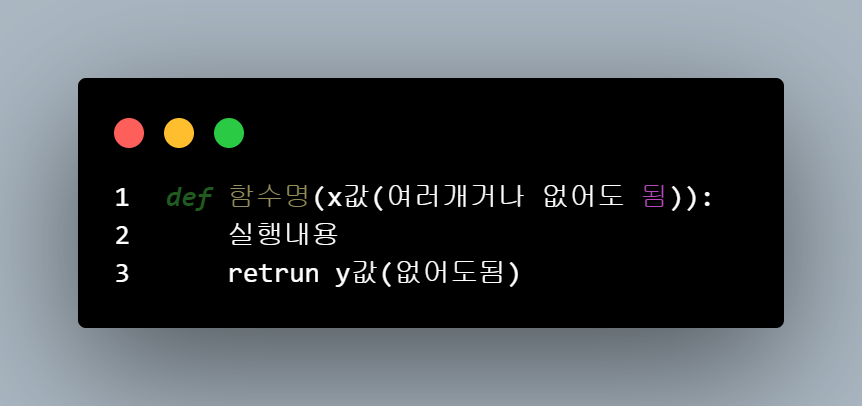 1 def 함수명(x값(여러개거나 없어도 됨)):
2 실행내용
3 retrun y값(없어도됨)